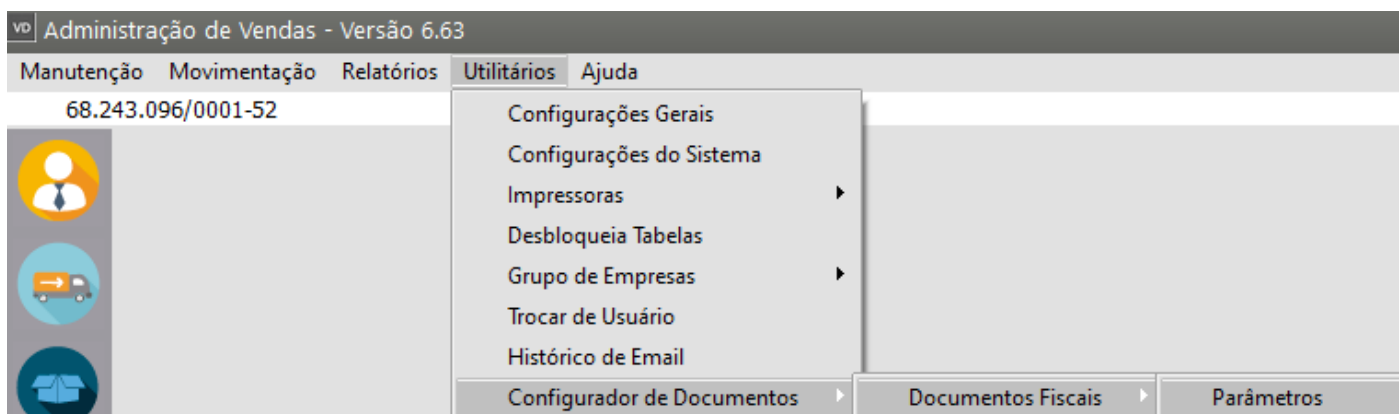 VD Administração de Vendas - Versão 6.63
Manutenção Movimentação Relatórios Utilitários Ajuda
68.243.096/0001-52
Configurações Gerais
Configurações do Sistema
Impressoras
Desbloqueia Tabelas
Grupo de Empresas
Trocar de Usuário
Histórico de Email
Configurador de Documentos Documentos Fiscais Parâmetros